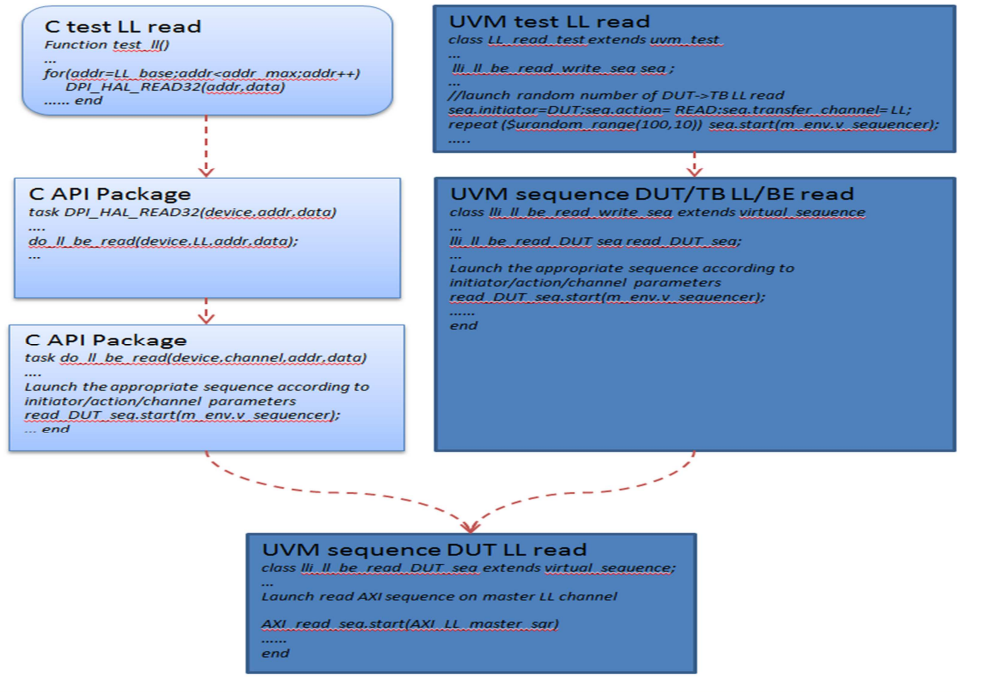 C test LL read
Function test_ll()
...
for(addr=LL_base;addr<addr_max;addr++)
DPI_HAL_READ32(addr,data)
...... end
C API Package
task DPI_HAL_READ32(device,addr,data)
....
do_ll_be_read(device,LL,addr,data);
...
C API Package
task do_ll_be_read(device,channel,addr,data)
....
Launch the appropriate sequence according to
initiator/action/channel parameters
read_DUT_seq.start(m_env.v_sequencer);
... end
UVM test LL read
class LL_read_test extends uvm_test
...
lli_ll_be_read_write_seq seq ;
...
//launch random number of DUT->TB LL read
seq.initiator=DUT;seq.action= READ;seq.transfer_channel= LL;
repeat ($urandom_range(100,10)) seq.start(m_env.v_sequencer);
.....
UVM sequence DUT/TB LL/BE read
class lli_ll_be_read_write_seq extends virtual_sequence
...
lli_ll_be_read_DUT seq read_DUT_seq;
...
Launch the appropriate sequence according to
initiator/action/channel parameters
read_DUT_seq.start(m_env.v_sequencer);
......
end
UVM sequence DUT LL read
class lli_ll_be_read_DUT_seq extends virtual_sequence;
...
Launch read AXI sequence on master LL channel
AXI_read_seq.start(AXI_LL_master_sqr)
......
end